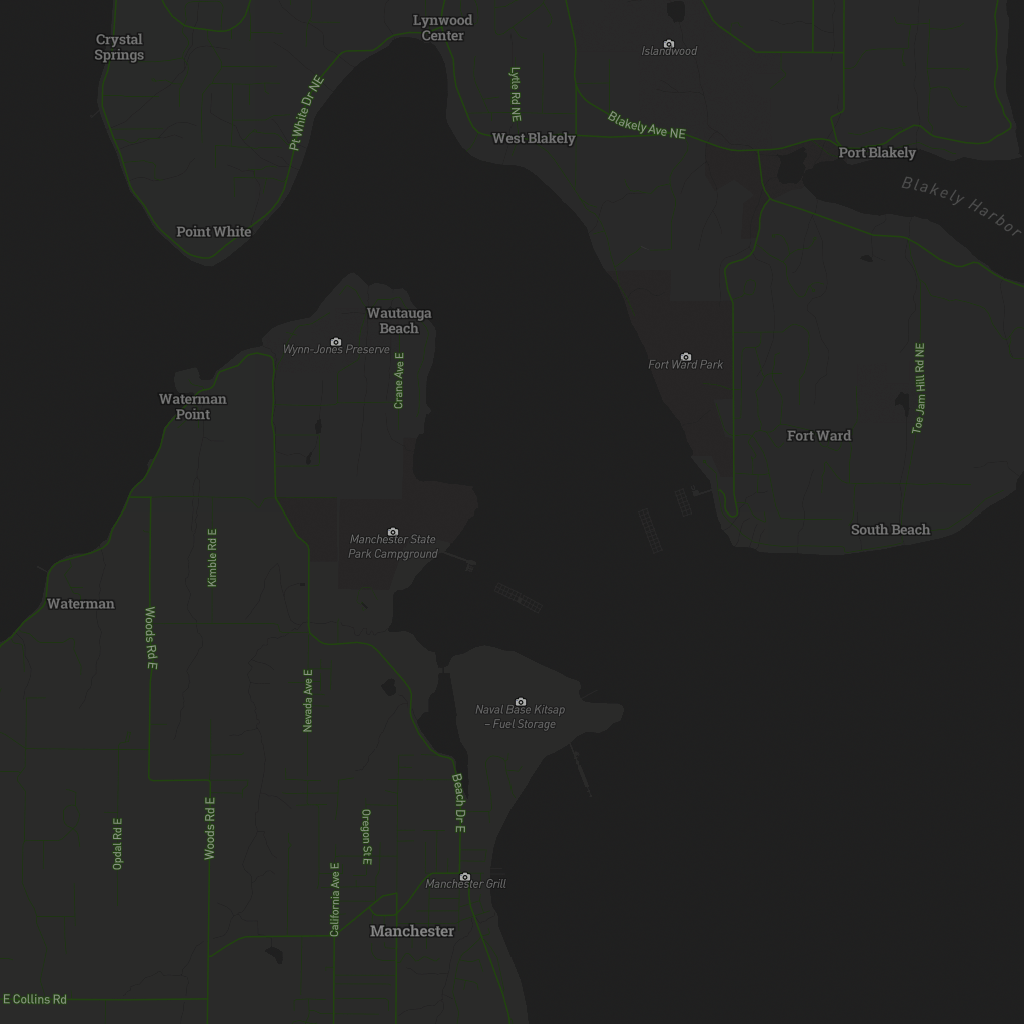 Lynwood
Center
Crystal
Springs
Islandwood
Pt White Dr NE
Lytle Rd NE
Blakely Ave NE
West Blakely
Port Blakely
Blakely Harbor
Point White
Wautauga
Beach
Wynn-Jones Preserve
Crane Ave E
Fort Ward Park
Toe Jam Hill Rd NE
Waterman
Point
Fort Ward
South Beach
Manchester State
Park Campground
Kimble Rd E
Waterman
Woods Rd E
Nevada Ave E
Naval Base Kitsap
– Fuel Storage
Beach Dr E
Opdal Rd E
Woods Rd E
Oregon St E
California Ave E
Manchester Grill
Manchester
E Collins Rd